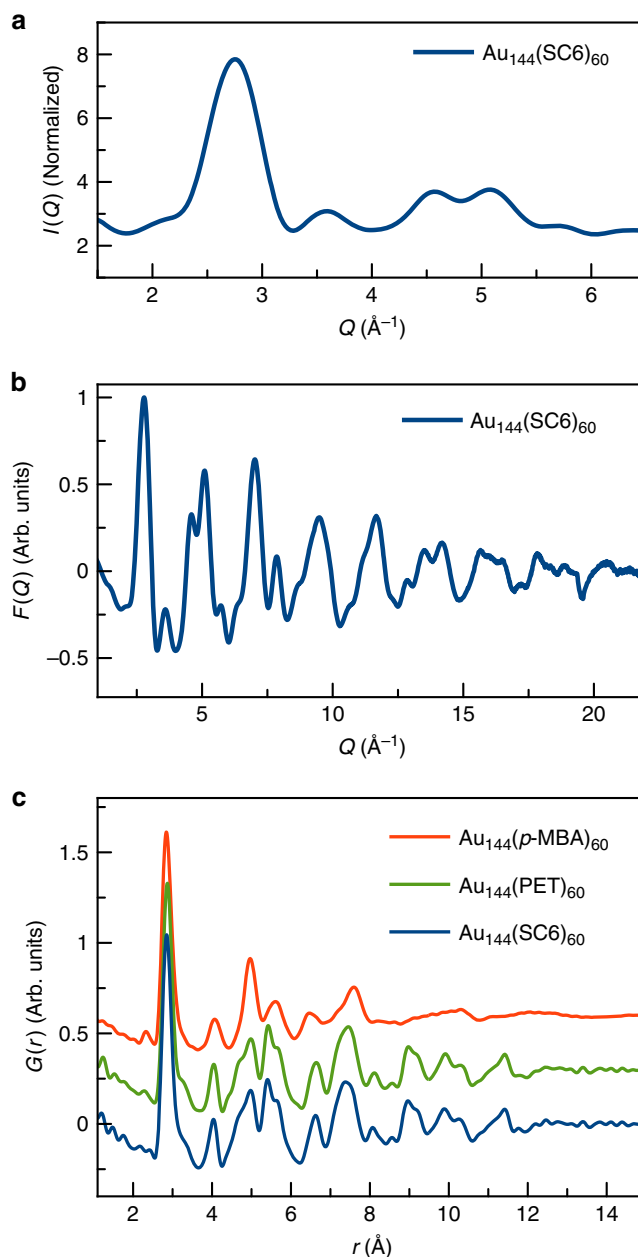 a
Au₁₄₄(SC6)₆₀
I(Q) (Normalized)
8
6
4
2
2 3 4 5 6
Q (Å⁻¹)
b
Au₁₄₄(SC6)₆₀
F(Q) (Arb. units)
1
0.5
0
−0.5
5 10 15 20
Q (Å⁻¹)
c
Au₁₄₄(p-MBA)₆₀
Au₁₄₄(PET)₆₀
Au₁₄₄(SC6)₆₀
G(r) (Arb. units)
1.5
1
0.5
0
2 4 6 8 10 12 14
r (Å)